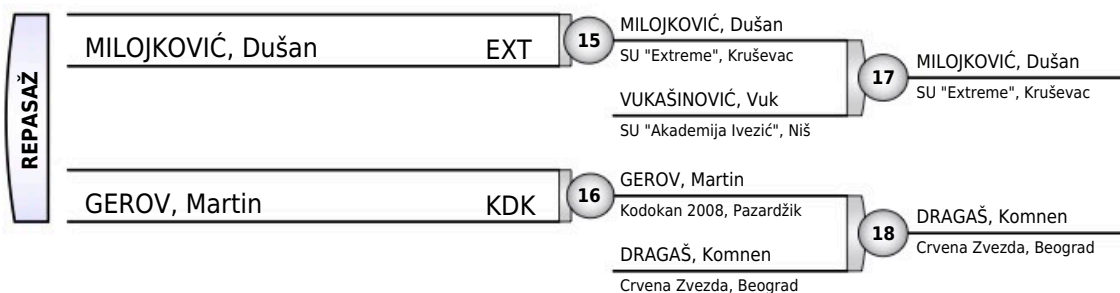 REPASAŽ
MILOJKOVIĆ, Dušan EXT
15
MILOJKOVIĆ, Dušan
SU "Extreme", Kruševac
VUKAŠINOVIĆ, Vuk
SU "Akademija Ivezić", Niš
17
MILOJKOVIĆ, Dušan
SU "Extreme", Kruševac
GEROV, Martin KDK
16
GEROV, Martin
Kodokan 2008, Pazardžik
DRAGAŠ, Komnen
Crvena Zvezda, Beograd
18
DRAGAŠ, Komnen
Crvena Zvezda, Beograd